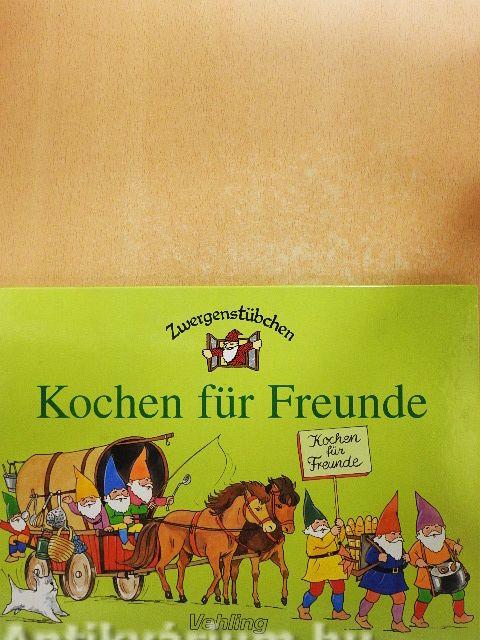 Zwergenstübchen
Kochen für Freunde
Kochen
für
Freunde
Vehling